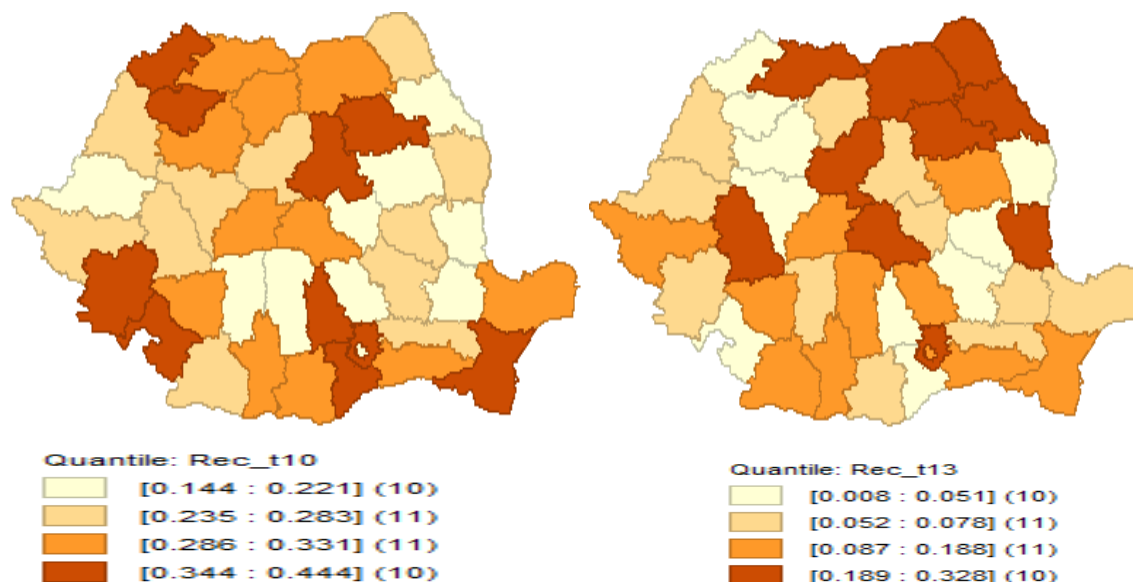 Quantile: Rec_t10
[0.144 : 0.221] (10)
[0.235 : 0.283] (11)
[0.286 : 0.331] (11)
[0.344 : 0.444] (10)
Quantile: Rec_t13
[0.008 : 0.051] (10)
[0.052 : 0.078] (11)
[0.087 : 0.188] (11)
[0.189 : 0.328] (10)